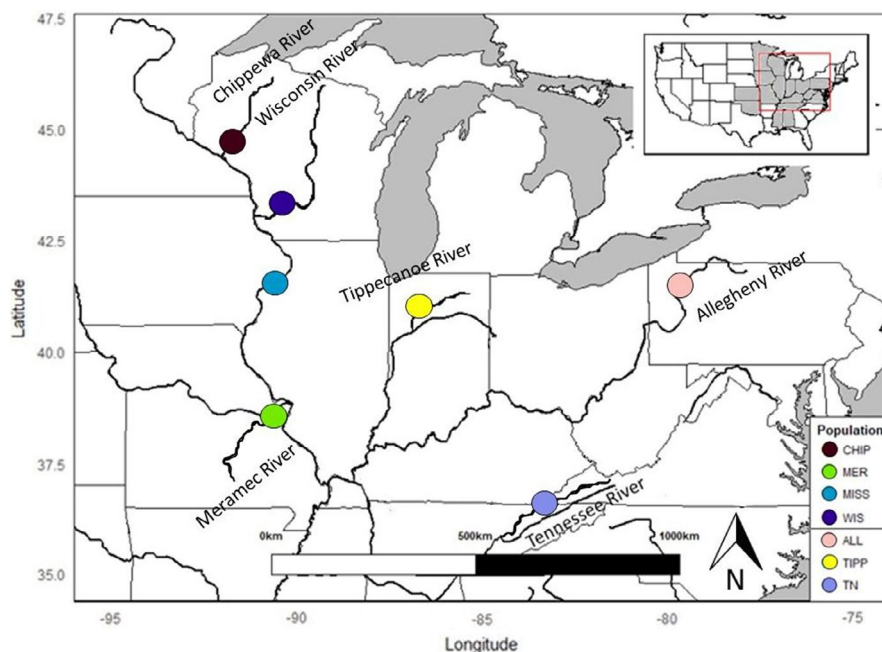 47.5
45.0
42.5
40.0
37.5
35.0
Latitude
Chippewa River
Wisconsin River
Tippecanoe River
Allegheny River
Meramec River
Tennessee River
0km
500km
1000km
N
Population
CHIP
MER
MISS
WIS
ALL
TIPP
TN
-95
-90
-85
-80
-75
Longitude